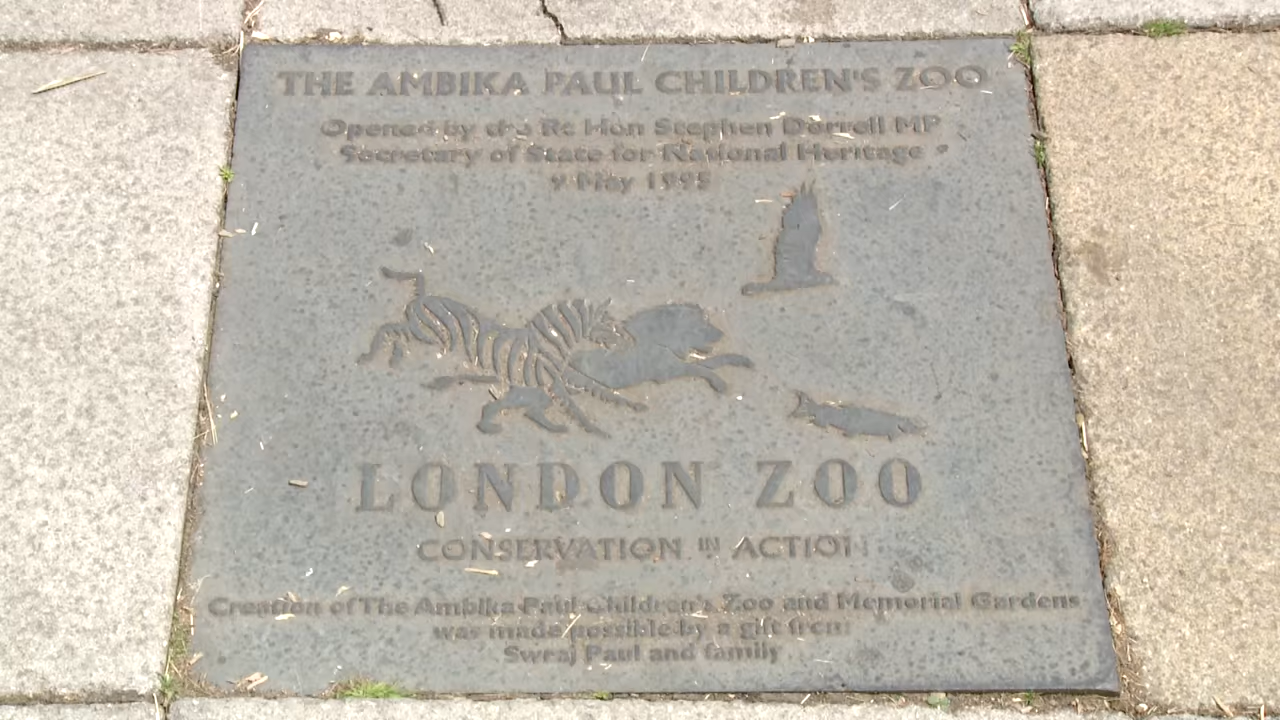 THE AMBIKA PAUL CHILDREN'S ZOO
Opened by the Rt Hon Stephen Dorrell MP
Secretary of State for National Heritage
9 May 1995
LONDON ZOO
CONSERVATION IN ACTION
Creation of The Ambika Paul Children's Zoo and Memorial Gardens
was made possible by a gift from
Swraj Paul and family